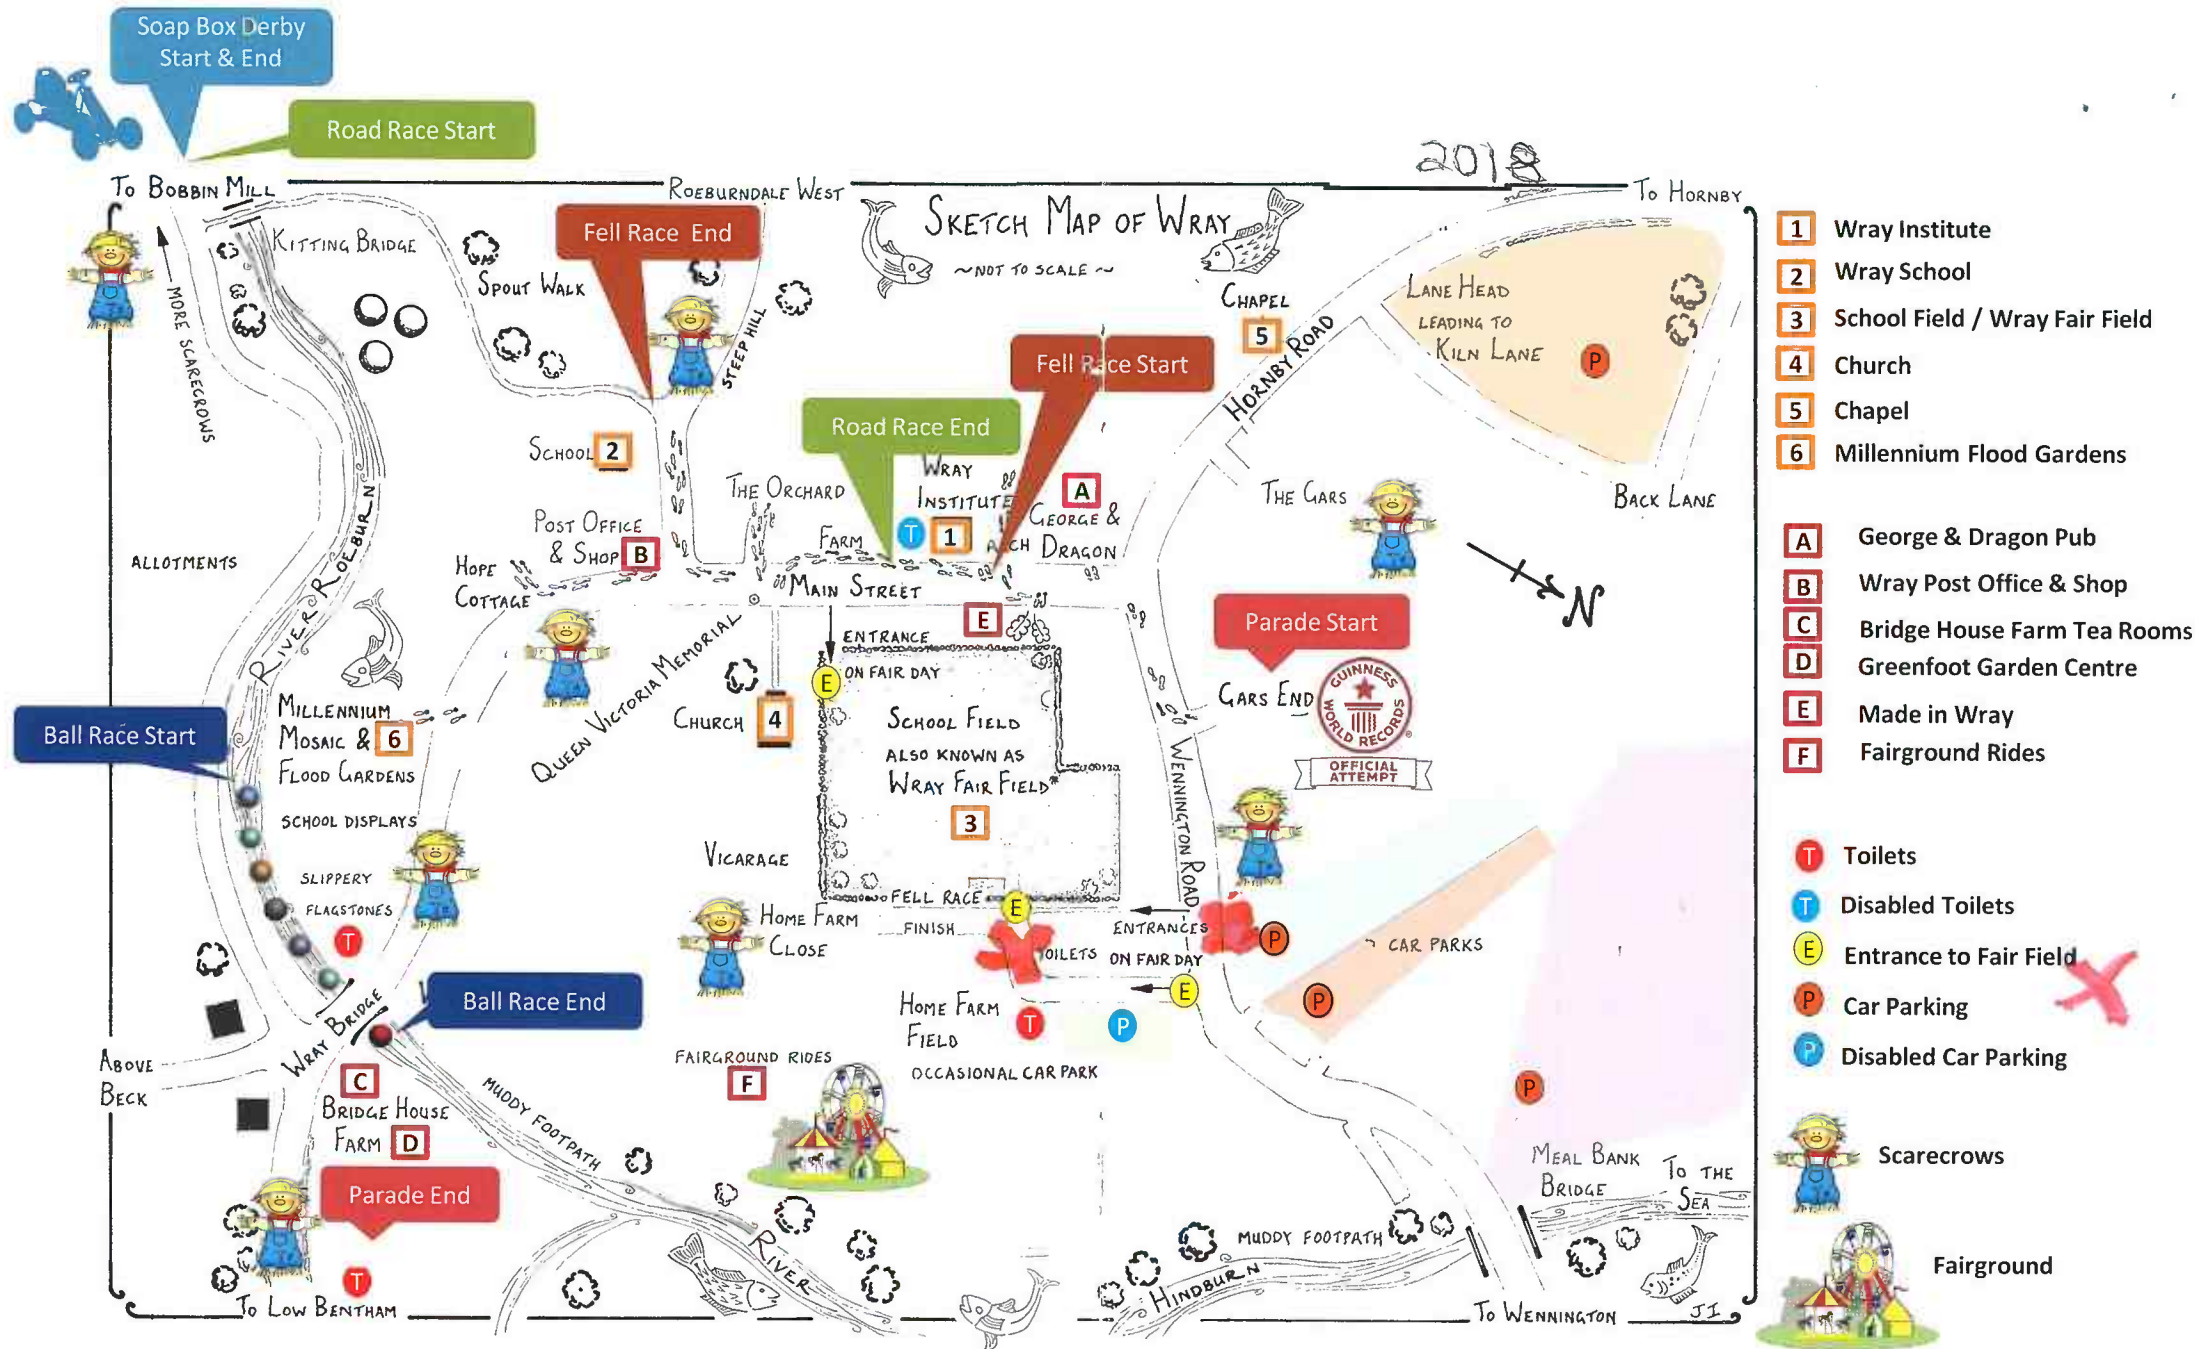 Soap Box Derby
Start & End
Road Race Start
2018
TO BOBBIN MILL
ROEBURNDALE WEST
TO HORNBY
SKETCH MAP OF WRAY
~NOT TO SCALE~
KITTING BRIDGE
Fell Race End
SPOUT WALK
MORE SCARECROWS
STEEP HILL
CHAPEL
5
HORNBY ROAD
LANE HEAD
LEADING TO
KILN LANE
P
Fell Race Start
Road Race End
SCHOOL 2
THE ORCHARD
WRAY
INSTITUTE
T 1
A
GEORGE &
DRAGON
ARCH
THE GARS
BACK LANE
N
POST OFFICE
& SHOP B
FARM
HOPE
COTTAGE
MAIN STREET
ALLOTMENTS
RIVER ROEBURN
QUEEN VICTORIA MEMORIAL
ENTRANCE
ON FAIR DAY
E
E
Parade Start
GARS END
GUINNESS
WORLD RECORDS
OFFICIAL
ATTEMPT
Ball Race Start
MILLENNIUM
MOSAIC & 6
FLOOD GARDENS
CHURCH 4
SCHOOL FIELD
ALSO KNOWN AS
WRAY FAIR FIELD
3
WENNINGTON ROAD
SCHOOL DISPLAYS
SLIPPERY
FLAGSTONES
T
VICARAGE
HOME FARM
CLOSE
FELL RACE
FINISH
E
TOILETS
ENTRANCES
ON FAIR DAY
E
P
CAR PARKS
P
P
Ball Race End
WRAY BRIDGE
ABOVE
BECK
HOME FARM
FIELD
T
P
OCCASIONAL CAR PARK
FAIRGROUND RIDES
F
C
BRIDGE HOUSE
FARM D
MUDDY FOOTPATH
Parade End
T
TO LOW BENTHAM
RIVER
HINDBURN
MUDDY FOOTPATH
MEAL BANK
BRIDGE
TO THE
SEA
TO WENNINGTON
JI
1 Wray Institute
2 Wray School
3 School Field / Wray Fair Field
4 Church
5 Chapel
6 Millennium Flood Gardens
A George & Dragon Pub
B Wray Post Office & Shop
C Bridge House Farm Tea Rooms
D Greenfoot Garden Centre
E Made in Wray
F Fairground Rides
T Toilets
T Disabled Toilets
E Entrance to Fair Field
P Car Parking
P Disabled Car Parking
Scarecrows
Fairground